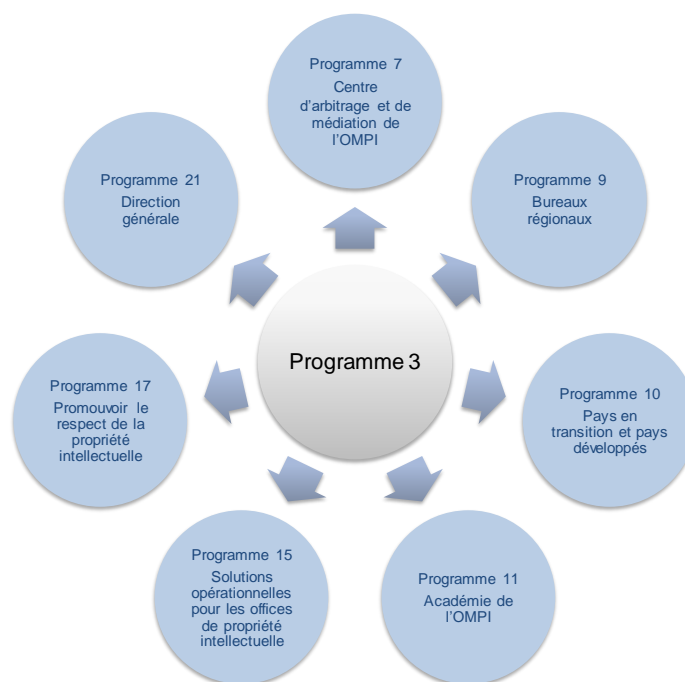 Programme 7
Centre
d'arbitrage et de
médiation de
l'OMPI
Programme 21
Direction
générale
Programme 9
Bureaux
régionaux
Programme 3
Programme 17
Promouvoir le
respect de la
propriété
intellectuelle
Programme 10
Pays en
transition et pays
développés
Programme 15
Solutions
opérationnelles
pour les offices
de propriété
intellectuelle
Programme 11
Académie de
l'OMPI